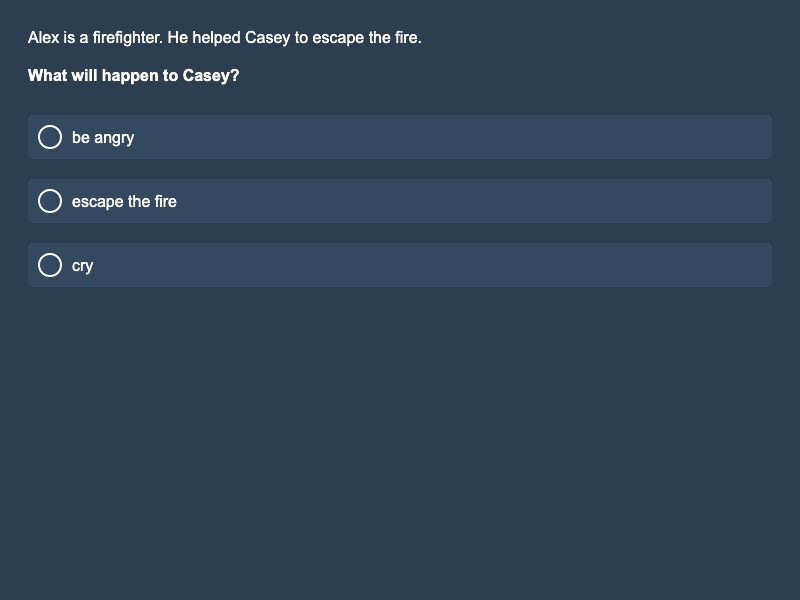 Alex is a firefighter. He helped Casey to escape the fire.
What will happen to Casey?
be angry
escape the fire
cry